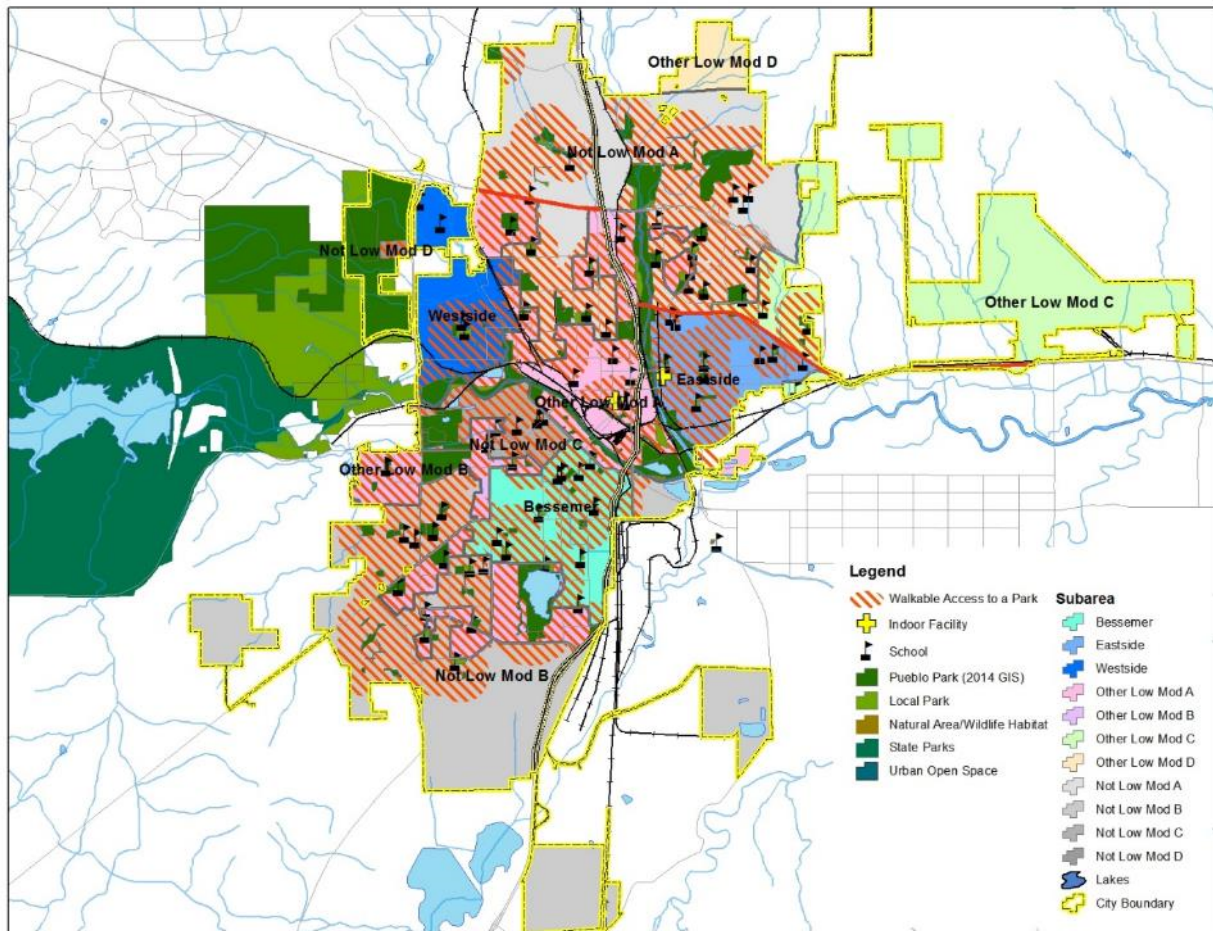 Other Low Mod D
Not Low Mod A
Not Low Mod D
Other Low Mod C
Westside
Eastside
Other Low Mod A
Not Low Mod C
Other Low Mod B
Bessemer
Not Low Mod B
Legend
Walkable Access to a Park
Indoor Facility
School
Pueblo Park (2014 GIS)
Local Park
Natural Area/Wildlife Habitat
State Parks
Urban Open Space
Subarea
Bessemer
Eastside
Westside
Other Low Mod A
Other Low Mod B
Other Low Mod C
Other Low Mod D
Not Low Mod A
Not Low Mod B
Not Low Mod C
Not Low Mod D
Lakes
City Boundary